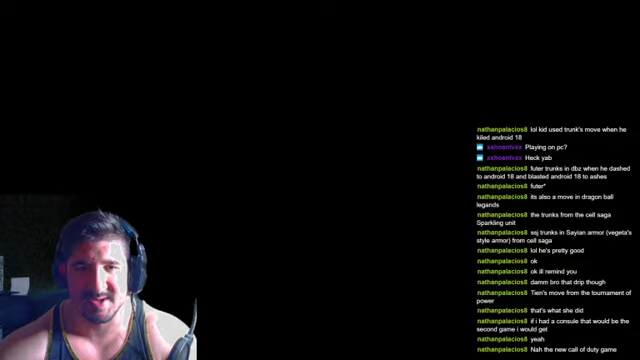 nathanpalacios8 lol kid used trunk's move when he
kiled android 18
xxhoantvxx Playing on pc?
xxhoantvxx Heck yab
nathanpalacios8 futer trunks in dbz when he dashed
to android 18 and blasted android 18 to ashes
nathanpalacios8 futer*
nathanpalacios8 its also a move in dragon ball
legands
nathanpalacios8 the trunks from the cell saga
Sparkling unit
nathanpalacios8 ssj trunks in Sayian armor (vegeta's
style armor) from cell saga
nathanpalacios8 lol he's pretty good
nathanpalacios8 ok
nathanpalacios8 ok ill remind you
nathanpalacios8 damm bro that drip though
nathanpalacios8 Tien's move from the tournament of
power
nathanpalacios8 that's what she did
nathanpalacios8 if i had a consule that would be the
second game i would get
nathanpalacios8 yeah
nathanpalacios8 Nah the new call of duty game